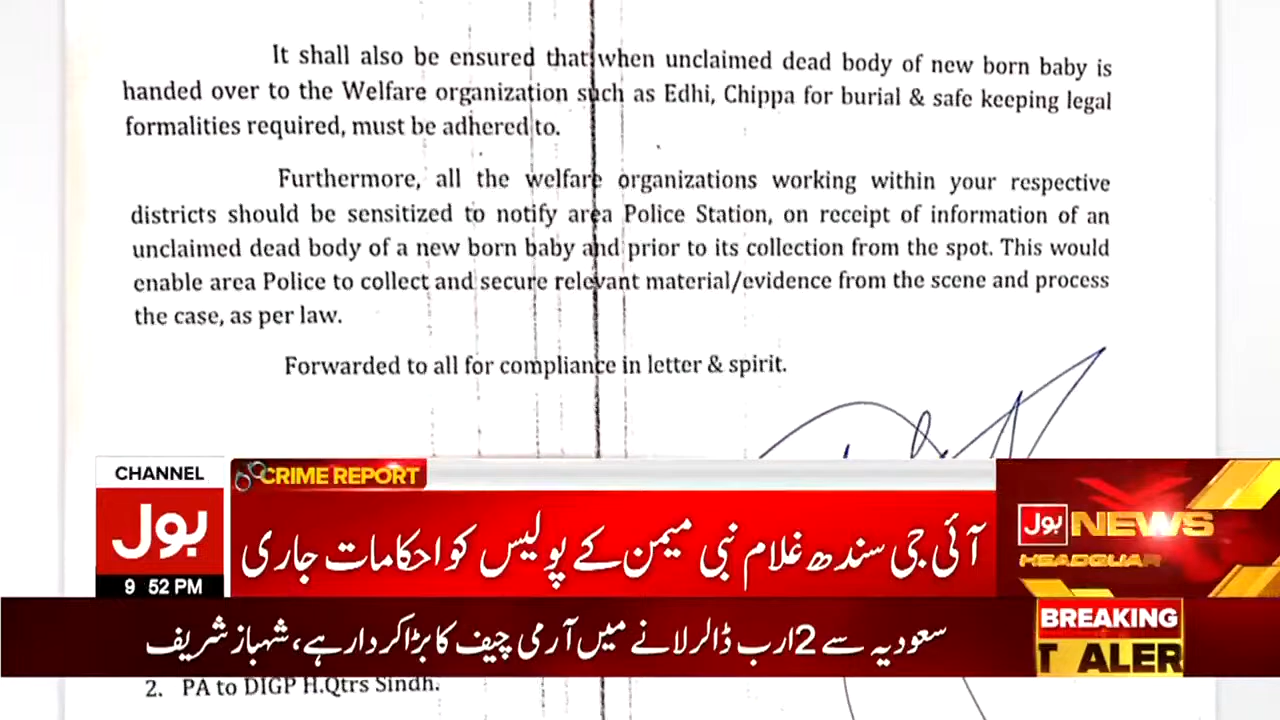 It shall also be ensured that when unclaimed dead body of new born baby is
handed over to the Welfare organization such as Edhi, Chippa for burial & safe keeping legal
formalities required, must be adhered to.
Furthermore, all the welfare organizations working within your respective
districts should be sensitized to notify area Police Station, on receipt of information of an
unclaimed dead body of a new born baby and prior to its collection from the spot. This would
enable area Police to collect and secure relevant material/evidence from the scene and process
the case, as per law.
Forwarded to all for compliance in letter & spirit.
CHANNEL
بول
9 52 PM
CRIME REPORT
آئی جی سندھ غلام نبی میمن کے پولیس کو احکامات جاری
بول NEWS
HEADQUAR
سعودیہ سے 2 ارب ڈالر لانے میں آرمی چیف کا بڑا کردار ہے، شہباز شریف
BREAKING
T ALER
2. PA to DIGP H.Qtrs Sindh.